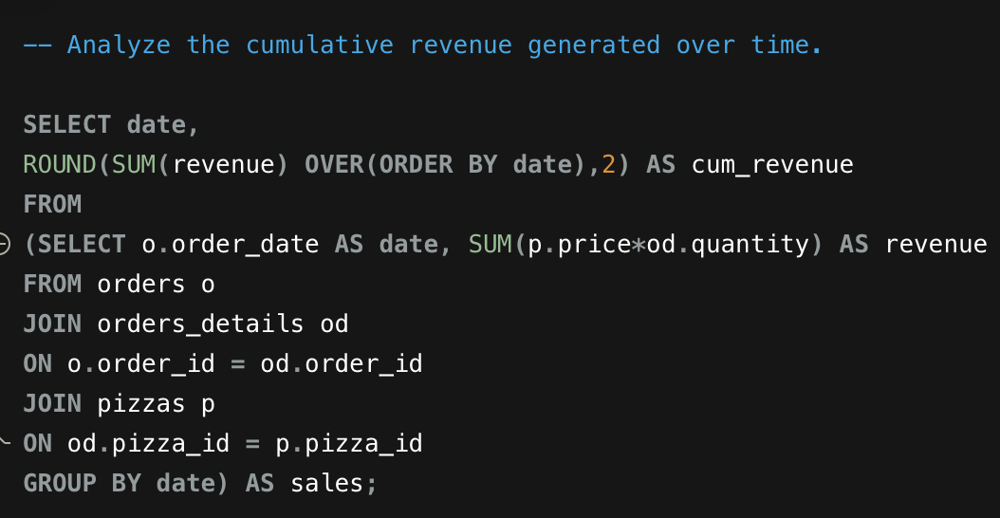 -- Analyze the cumulative revenue generated over time.
SELECT date,
ROUND(SUM(revenue) OVER(ORDER BY date),2) AS cum_revenue
FROM
(SELECT o.order_date AS date, SUM(p.price*od.quantity) AS revenue
FROM orders o
JOIN orders_details od
ON o.order_id = od.order_id
JOIN pizzas p
ON od.pizza_id = p.pizza_id
GROUP BY date) AS sales;